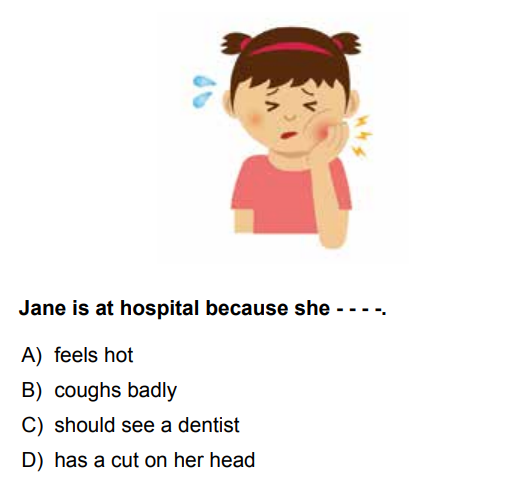 Jane is at hospital because she - - - -.
A) feels hot
B) coughs badly
C) should see a dentist
D) has a cut on her head